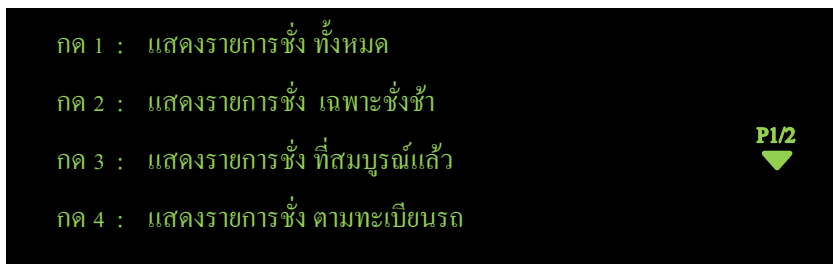 กด 1 : แสดงรายการชั่ง ทั้งหมด
กด 2 : แสดงรายการชั่ง เฉพาะชั่งช้า
กด 3 : แสดงรายการชั่ง ที่สมบูรณ์แล้ว
P1/2
กด 4 : แสดงรายการชั่ง ตามทะเบียนรถ